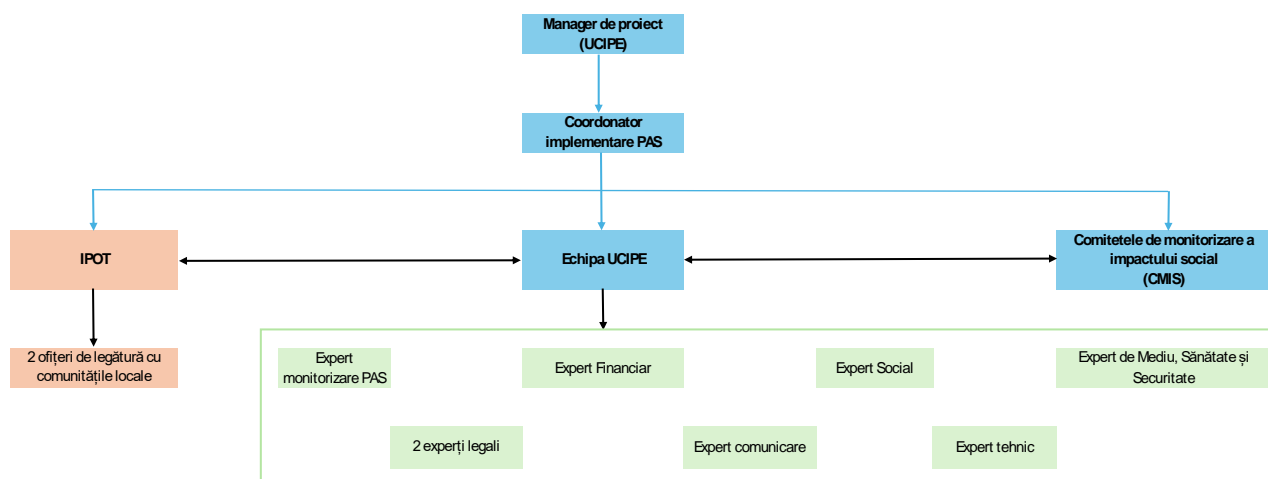 Manager de proiect
(UCIPE)
Coordonator
implementare PAS
IPOT
Echipa UCIPE
Comitetele de monitorizare a
impactului social
(CMIS)
2 ofițeri de legătură cu
comunitățile locale
Expert
monitorizare PAS
Expert Financiar
Expert Social
Expert de Mediu, Sănătate și
Securitate
2 experți legali
Expert comunicare
Expert tehnic